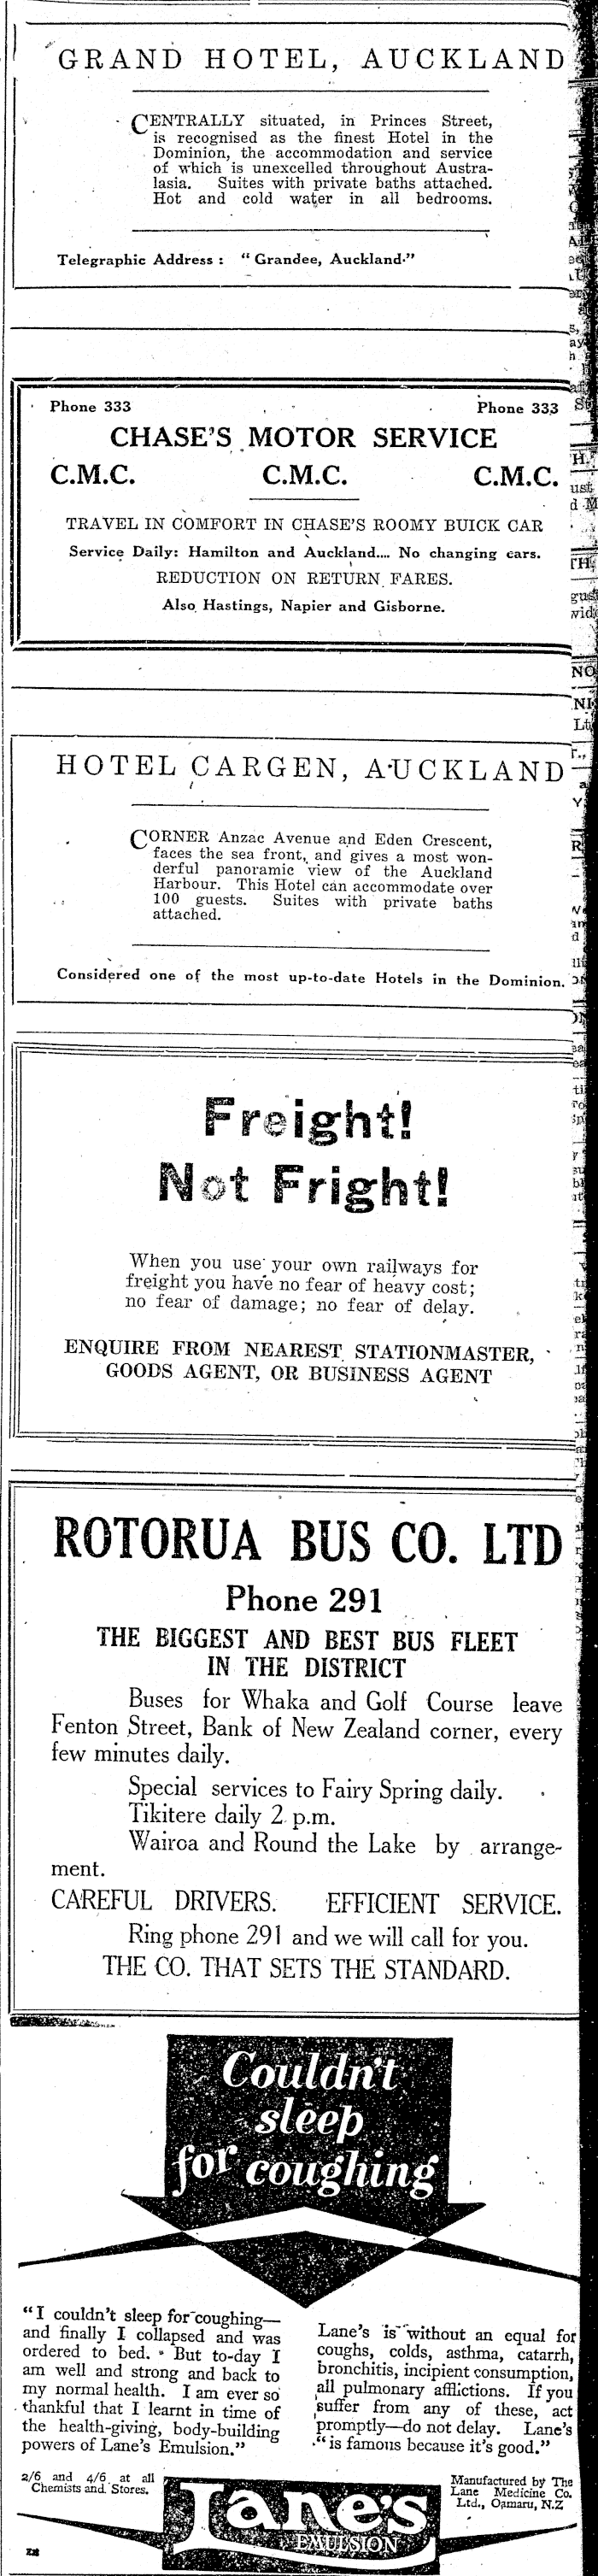 GRAND HOTEL, AUCKLAND
CENTRALLY situated, in Princes Street,
is recognised as the finest Hotel in the
Dominion, the accommodation and service
of which is unexcelled throughout Austra-
lasia. Suites with private baths attached.
Hot and cold water in all bedrooms.
Telegraphic Address : "Grandee, Auckland."
Phone 333 Phone 333
CHASE'S MOTOR SERVICE
C.M.C. C.M.C. C.M.C.
TRAVEL IN COMFORT IN CHASE'S ROOMY BUICK CAR
Service Daily: Hamilton and Auckland.... No changing cars.
REDUCTION ON RETURN FARES.
Also Hastings, Napier and Gisborne.
HOTEL CARGEN, AUCKLAND
CORNER Anzac Avenue and Eden Crescent,
faces the sea front, and gives a most won-
derful panoramic view of the Auckland
Harbour. This Hotel can accommodate over
100 guests. Suites with private baths
attached.
Considered one of the most up-to-date Hotels in the Dominion.
Freight!
Not Fright!
When you use your own railways for
freight you have no fear of heavy cost;
no fear of damage; no fear of delay.
ENQUIRE FROM NEAREST STATIONMASTER,
GOODS AGENT, OR BUSINESS AGENT
ROTORUA BUS CO. LTD
Phone 291
THE BIGGEST AND BEST BUS FLEET
IN THE DISTRICT
Buses for Whaka and Golf Course leave
Fenton Street, Bank of New Zealand corner, every
few minutes daily.
Special services to Fairy Spring daily.
Tikitere daily 2 p.m.
Wairoa and Round the Lake by arrange-
ment.
CAREFUL DRIVERS. EFFICIENT SERVICE.
Ring phone 291 and we will call for you.
THE CO. THAT SETS THE STANDARD.
Couldn't
sleep
for coughing
"I couldn't sleep for coughing—
and finally I collapsed and was
ordered to bed. But to-day I
am well and strong and back to
my normal health. I am ever so
thankful that I learnt in time of
the health-giving, body-building
powers of Lane's Emulsion."
Lane's is without an equal for
coughs, colds, asthma, catarrh,
bronchitis, incipient consumption,
all pulmonary afflictions. If you
suffer from any of these, act
promptly—do not delay. Lane's
"is famous because it's good."
2/6 and 4/6 at all
Chemists and Stores.
Lane's
EMULSION
Manufactured by The
Lane Medicine Co.
Ltd., Oamaru, N.Z